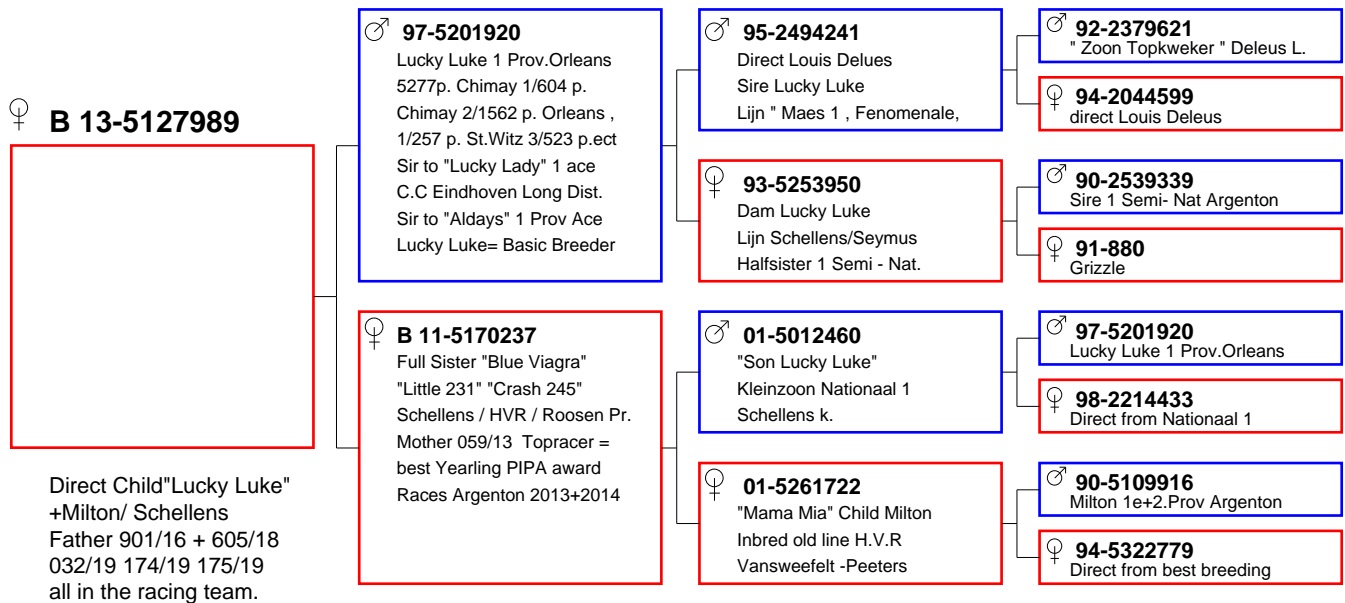 B 13-5127989
Direct Child"Lucky Luke"
+Milton/ Schellens
Father 901/16 + 605/18
032/19 174/19 175/19
all in the racing team.
97-5201920
Lucky Luke 1 Prov.Orleans
5277p. Chimay 1/604 p.
Chimay 2/1562 p. Orleans ,
1/257 p. St.Witz 3/523 p.ect
Sir to "Lucky Lady" 1 ace
C.C Eindhoven Long Dist.
Sir to "Aldays" 1 Prov Ace
Lucky Luke= Basic Breeder
B 11-5170237
Full Sister "Blue Viagra"
"Little 231" "Crash 245"
Schellens / HVR / Roosen Pr.
Mother 059/13  Topracer =
best Yearling PIPA award
Races Argenton 2013+2014
95-2494241
Direct Louis Delues
Sire Lucky Luke
Lijn " Maes 1 , Fenomenale,
93-5253950
Dam Lucky Luke
Lijn Schellens/Seymus
Halfsister 1 Semi - Nat.
01-5012460
"Son Lucky Luke"
Kleinzoon Nationaal 1
Schellens k.
01-5261722
"Mama Mia" Child Milton
Inbred old line H.V.R
Vansweefelt -Peeters
92-2379621
" Zoon Topkweker " Deleus L.
94-2044599
direct Louis Deleus
90-2539339
Sire 1 Semi- Nat Argenton
91-880
Grizzle
97-5201920
Lucky Luke 1 Prov.Orleans
98-2214433
Direct from Nationaal 1
90-5109916
Milton 1e+2.Prov Argenton
94-5322779
Direct from best breeding